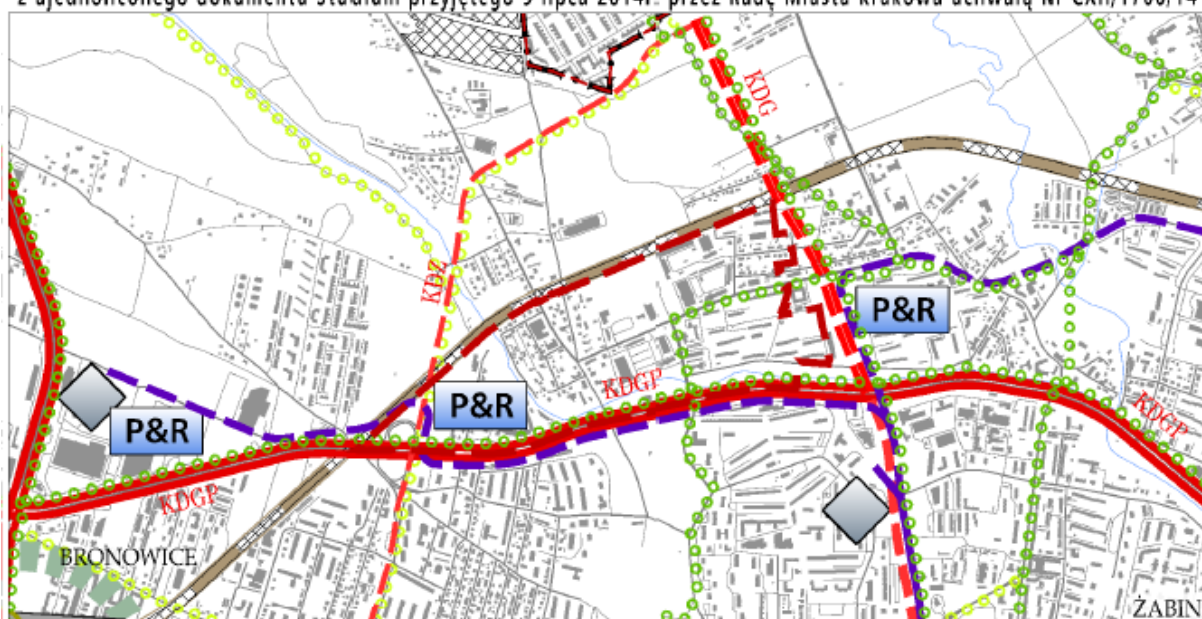 z ujednoliconego dokumentu Studium przyjętego 9 lipca 2014r. przez Radę Miasta Krakowa uchwałą Nr CXII/1700/14
KDG
KDZ
P&R
P&R
KDGP
P&R
KDGP
KDGP
BRONOWICE
ŻABIN